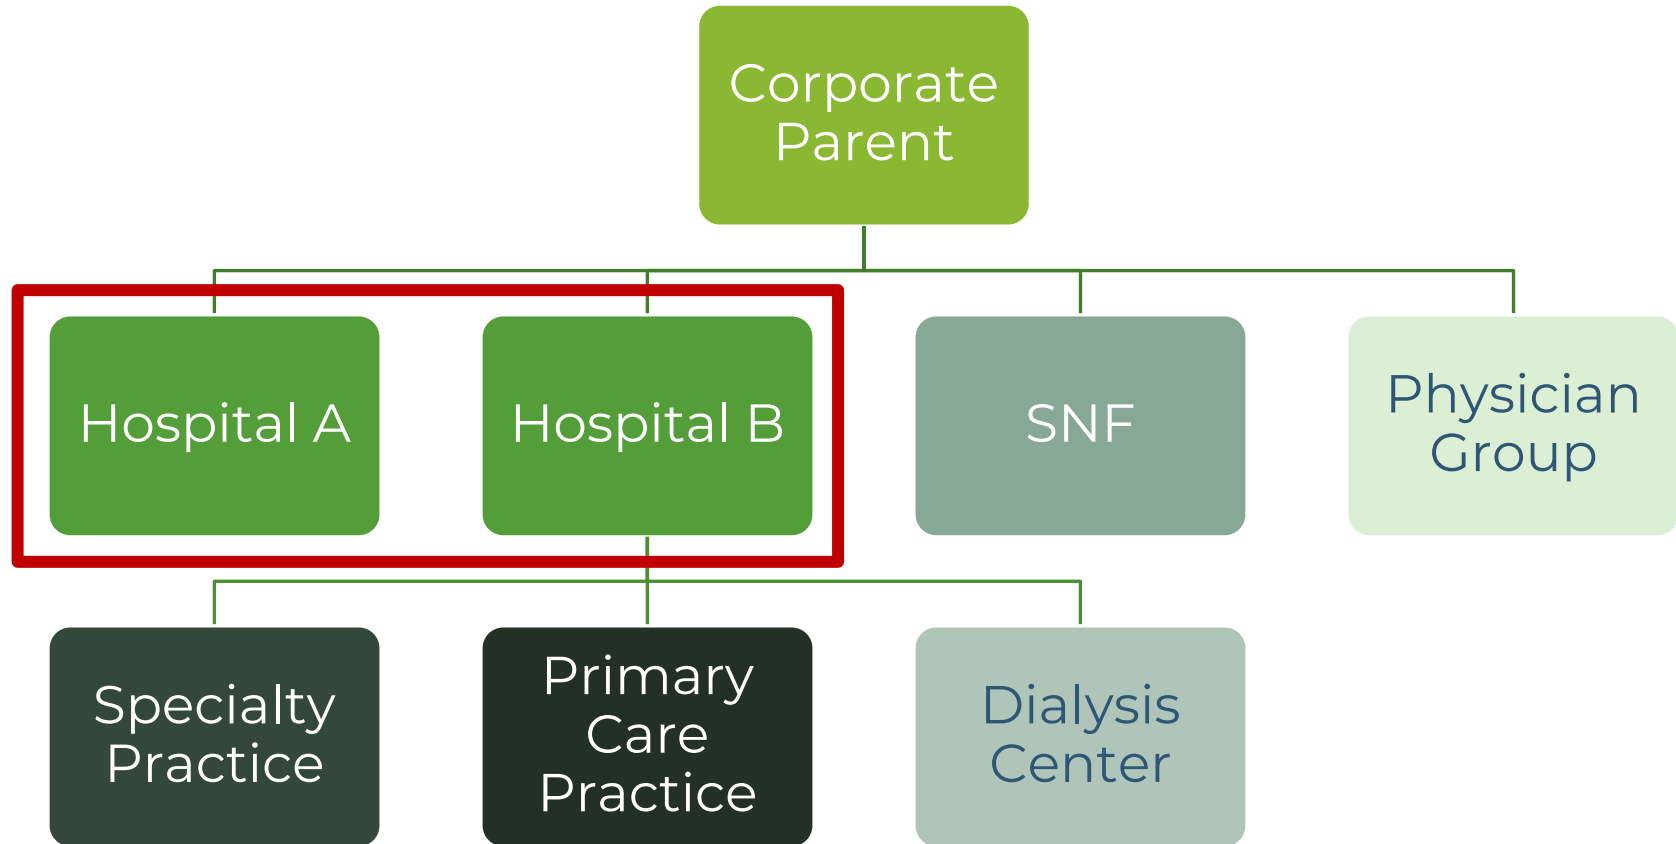 Corporate
Parent
Hospital A
Hospital B
SNF
Physician
Group
Specialty
Practice
Primary
Care
Practice
Dialysis
Center